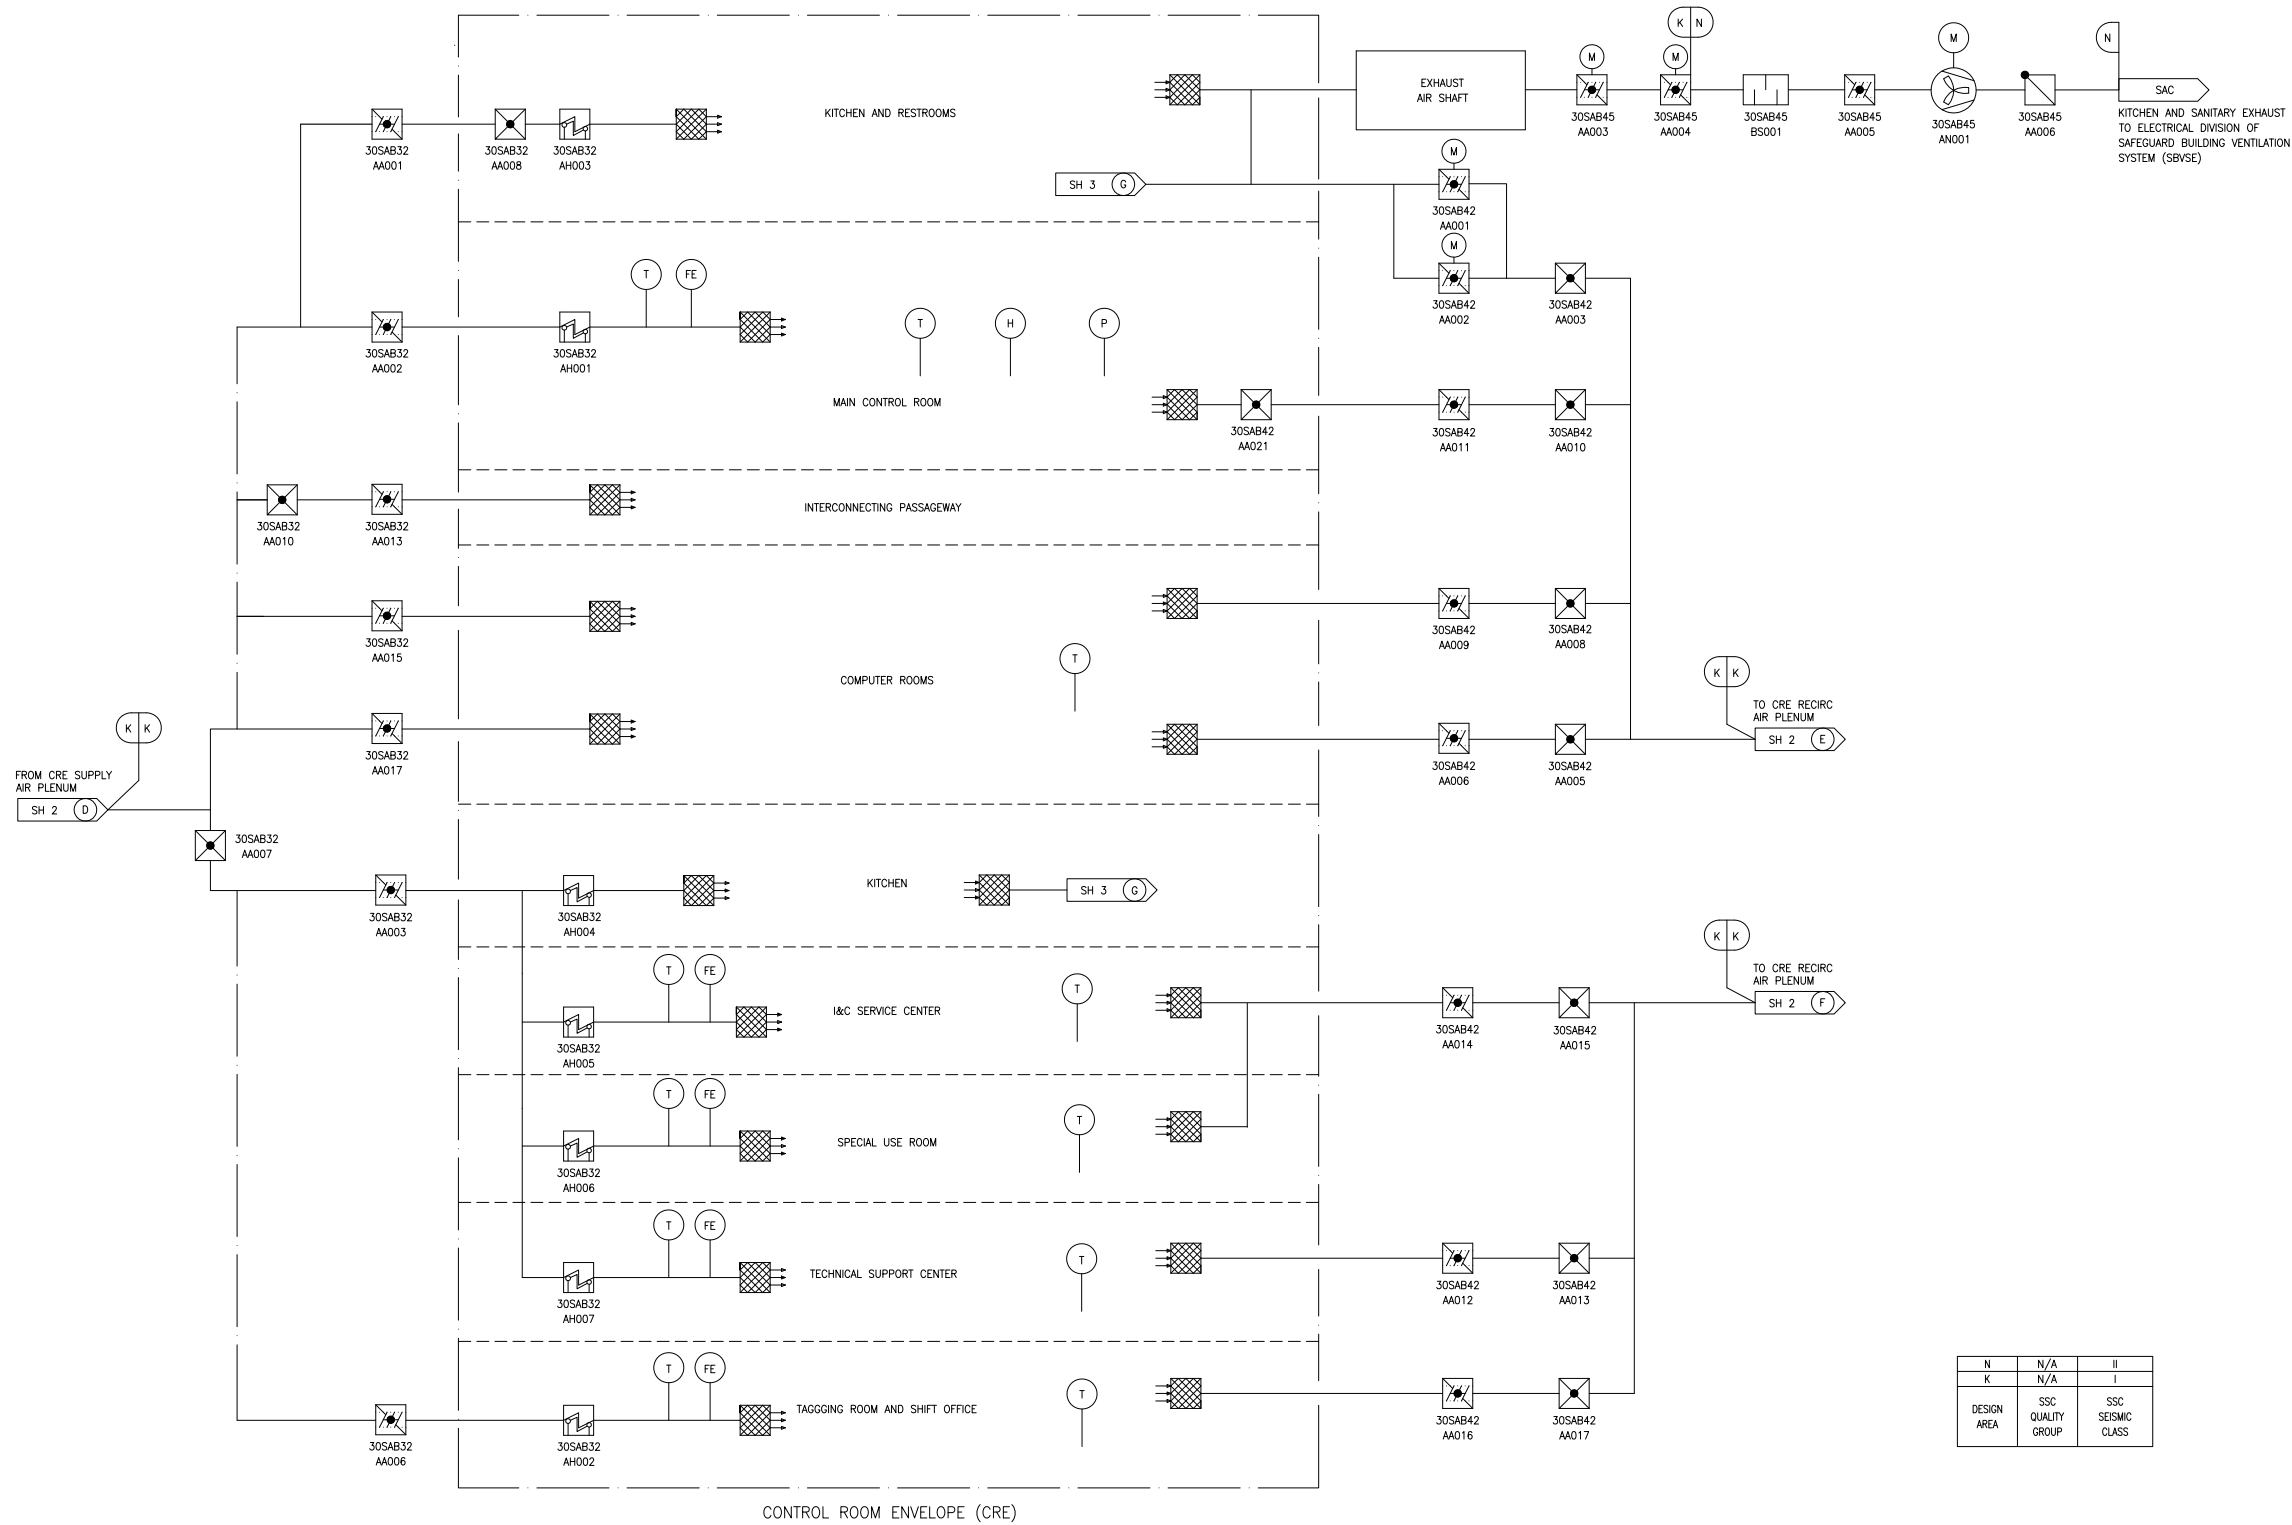 K N
M
M
M
N
EXHAUST
AIR SHAFT
SAC
KITCHEN AND RESTROOMS
30SAB45
AA003
30SAB45
AA004
30SAB45
BS001
30SAB45
AA005
30SAB45
AN001
30SAB45
AA006
KITCHEN AND SANITARY EXHAUST
TO ELECTRICAL DIVISION OF
SAFEGUARD BUILDING VENTILATION
SYSTEM (SBVSE)
30SAB32
AA001
30SAB32
AA008
30SAB32
AH003
M
SH 3 G
30SAB42
AA001
M
T
FE
30SAB42
AA002
30SAB42
AA003
T
H
P
30SAB32
AA002
30SAB32
AH001
MAIN CONTROL ROOM
30SAB42
AA021
30SAB42
AA011
30SAB42
AA010
INTERCONNECTING PASSAGEWAY
30SAB32
AA010
30SAB32
AA013
30SAB32
AA015
30SAB42
AA009
30SAB42
AA008
T
COMPUTER ROOMS
K K
TO CRE RECIRC
AIR PLENUM
SH 2 E
K K
30SAB32
AA017
30SAB42
AA006
30SAB42
AA005
FROM CRE SUPPLY
AIR PLENUM
SH 2 D
30SAB32
AA007
KITCHEN
SH 3 G
30SAB32
AA003
30SAB32
AH004
K K
TO CRE RECIRC
AIR PLENUM
SH 2 F
T
FE
T
I&C SERVICE CENTER
30SAB32
AH005
30SAB42
AA014
30SAB42
AA015
T
FE
T
SPECIAL USE ROOM
30SAB32
AH006
T
FE
T
TECHNICAL SUPPORT CENTER
30SAB32
AH007
30SAB42
AA012
30SAB42
AA013
T
FE
T
TAGGGING ROOM AND SHIFT OFFICE
30SAB32
AA006
30SAB32
AH002
30SAB42
AA016
30SAB42
AA017
N N/A II
K N/A I
DESIGN
AREA
SSC
QUALITY
GROUP
SSC
SEISMIC
CLASS
CONTROL ROOM ENVELOPE (CRE)